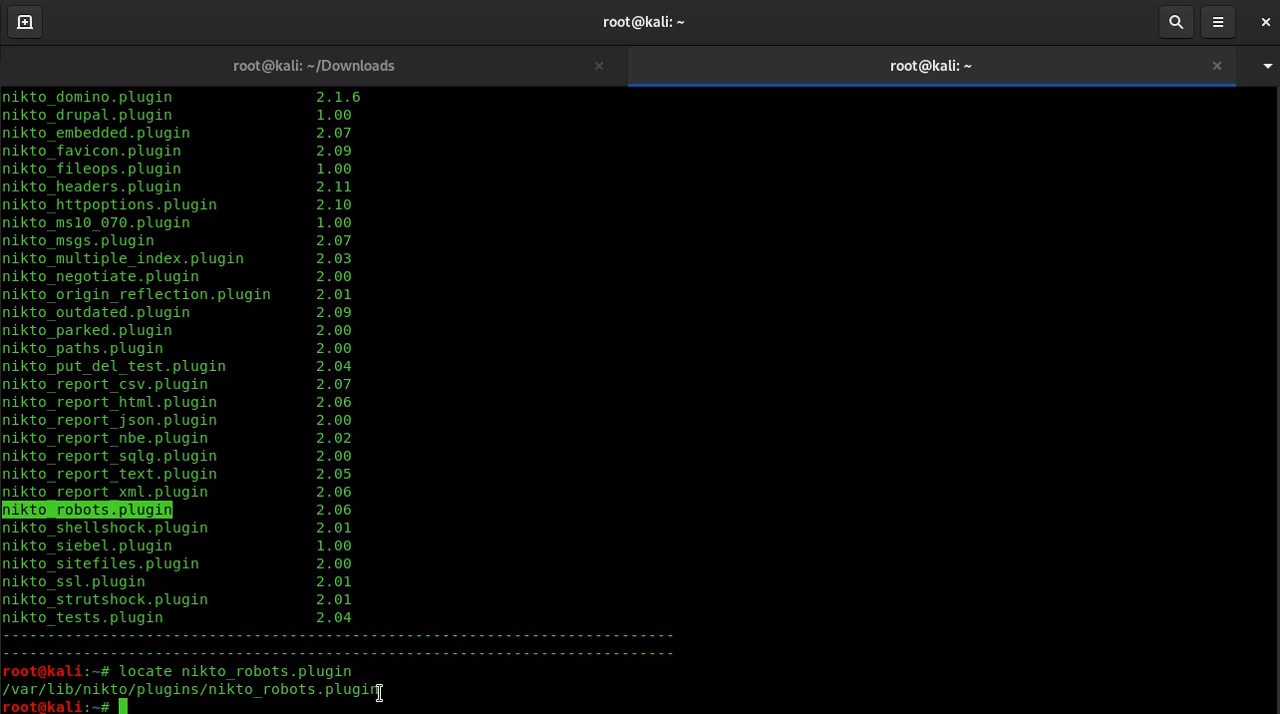 root@kali: ~
root@kali: ~/Downloads
root@kali: ~
nikto_domino.plugin 2.1.6
nikto_drupal.plugin 1.00
nikto_embedded.plugin 2.07
nikto_favicon.plugin 2.09
nikto_fileops.plugin 1.00
nikto_headers.plugin 2.11
nikto_httpoptions.plugin 2.10
nikto_ms10_070.plugin 1.00
nikto_msgs.plugin 2.07
nikto_multiple_index.plugin 2.03
nikto_negotiate.plugin 2.00
nikto_origin_reflection.plugin 2.01
nikto_outdated.plugin 2.09
nikto_parked.plugin 2.00
nikto_paths.plugin 2.00
nikto_put_del_test.plugin 2.04
nikto_report_csv.plugin 2.07
nikto_report_html.plugin 2.06
nikto_report_json.plugin 2.00
nikto_report_nbe.plugin 2.02
nikto_report_sqlg.plugin 2.00
nikto_report_text.plugin 2.05
nikto_report_xml.plugin 2.06
nikto_robots.plugin 2.06
nikto_shellshock.plugin 2.01
nikto_siebel.plugin 1.00
nikto_sitefiles.plugin 2.00
nikto_ssl.plugin 2.01
nikto_strutshock.plugin 2.01
nikto_tests.plugin 2.04
---------------------------------------------------------------------------
---------------------------------------------------------------------------
root@kali:~# locate nikto_robots.plugin
/var/lib/nikto/plugins/nikto_robots.plugin
root@kali:~#